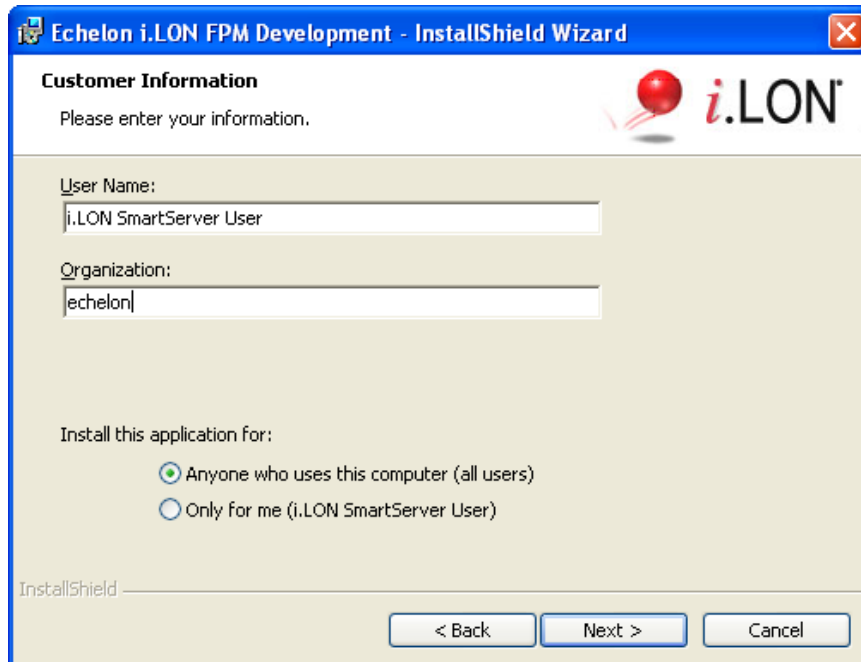 Echelon i.LON FPM Development - InstallShield Wizard
Customer Information
Please enter your information.
i.LON
User Name:
i.LON SmartServer User
Organization:
echelon
Install this application for:
Anyone who uses this computer (all users)
Only for me (i.LON SmartServer User)
InstallShield
< Back
Next >
Cancel